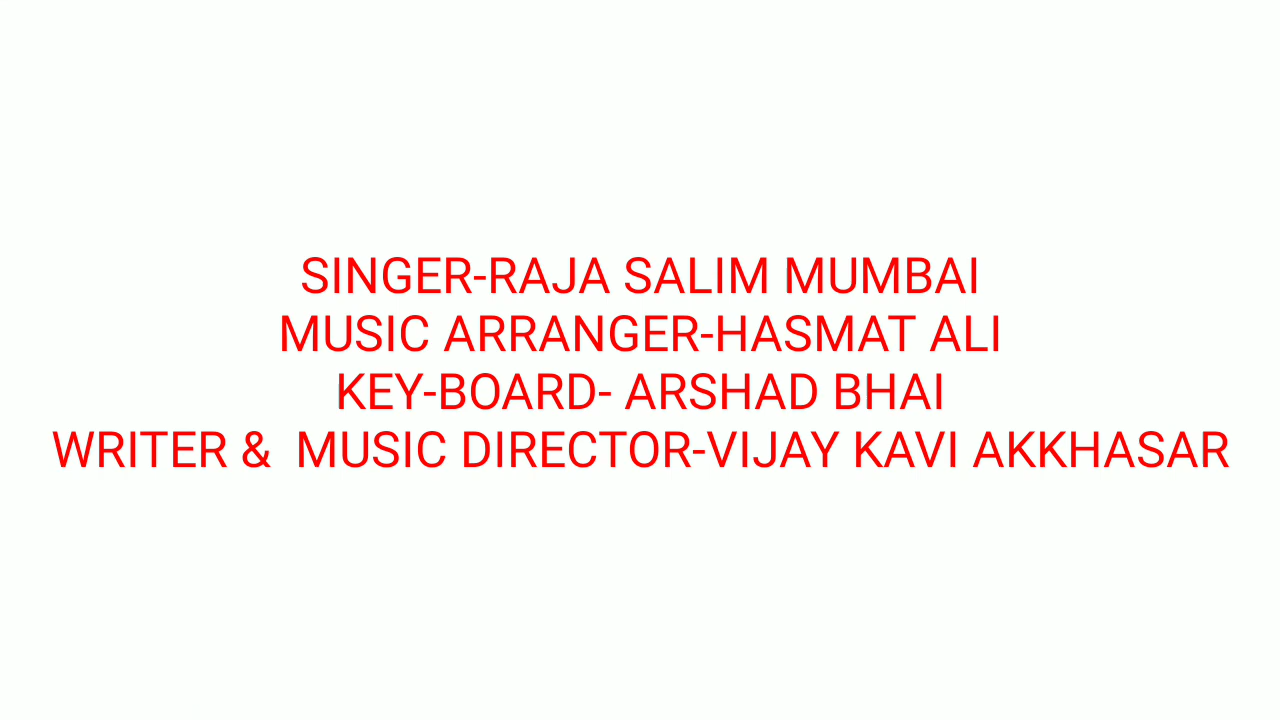 SINGER-RAJA SALIM MUMBAI
MUSIC ARRANGER-HASMAT ALI
KEY-BOARD- ARSHAD BHAI
WRITER &  MUSIC DIRECTOR-VIJAY KAVI AKKHASAR